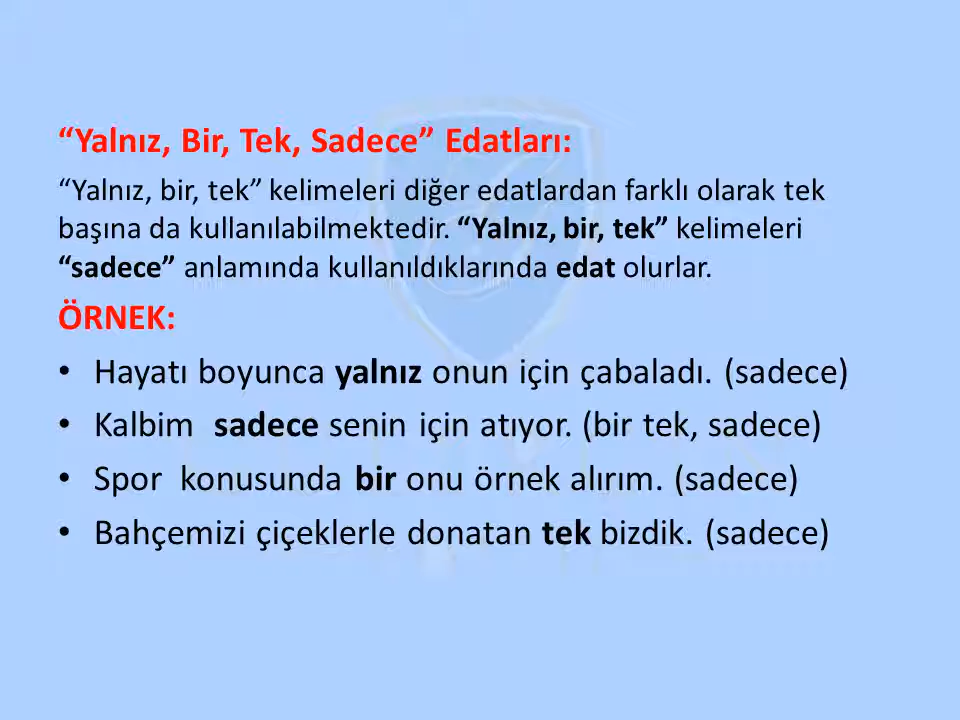 “Yalnız, Bir, Tek, Sadece” Edatları:
“Yalnız, bir, tek” kelimeleri diğer edatlardan farklı olarak tek
başına da kullanılabilmektedir. “Yalnız, bir, tek” kelimeleri
“sadece” anlamında kullanıldıklarında edat olurlar.
ÖRNEK:
• Hayatı boyunca yalnız onun için çabaladı. (sadece)
• Kalbim sadece senin için atıyor. (bir tek, sadece)
• Spor konusunda bir onu örnek alırım. (sadece)
• Bahçemizi çiçeklerle donatan tek bizdik. (sadece)